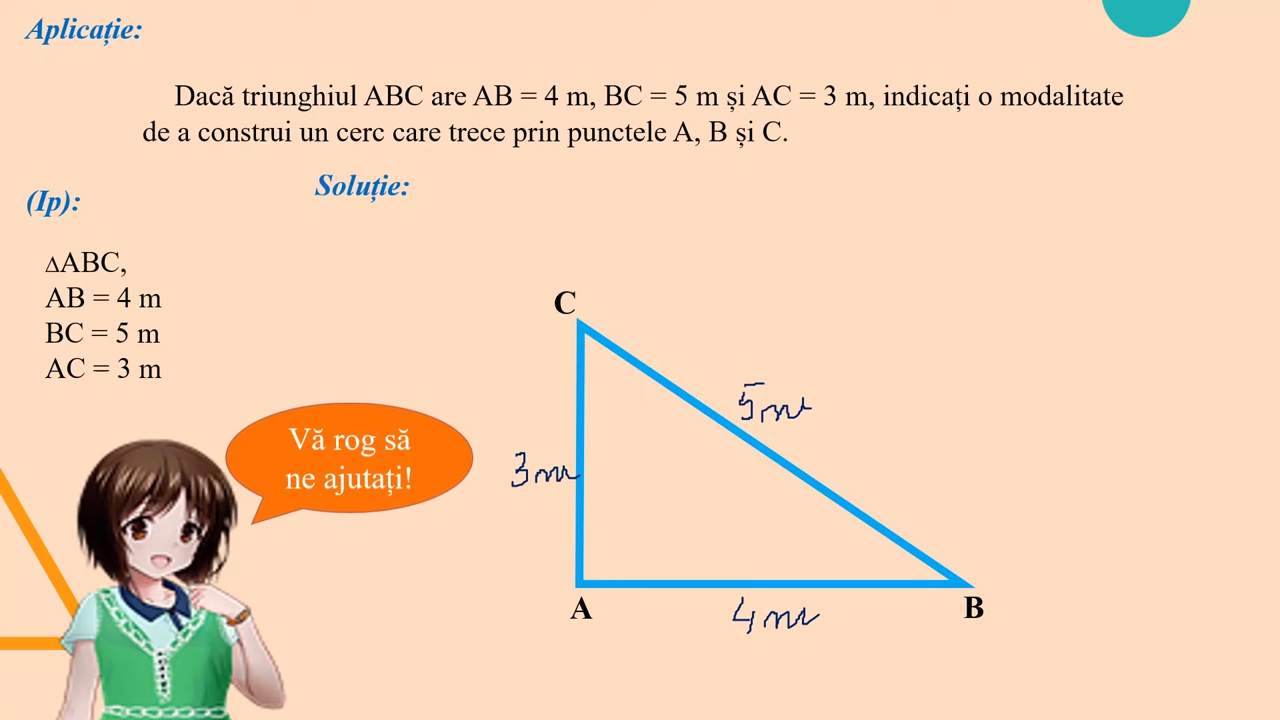 Aplicație:
Dacă triunghiul ABC are AB = 4 m, BC = 5 m și AC = 3 m, indicați o modalitate
de a construi un cerc care trece prin punctele A, B și C.
Soluție:
(Ip):
∆ABC,
AB = 4 m
BC = 5 m
AC = 3 m
Vă rog să
ne ajutați!
C
5m
3m
A
4m
B